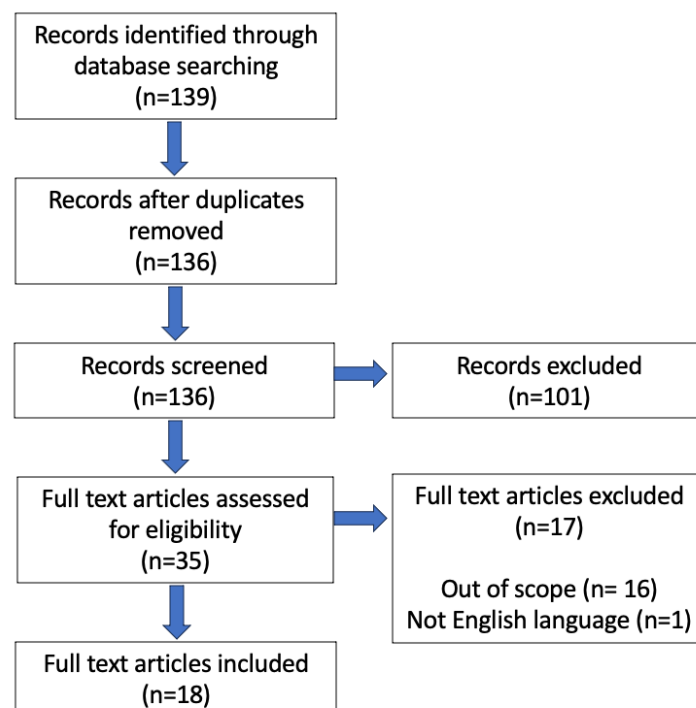 Records identified through
database searching
(n=139)
Records after duplicates
removed
(n=136)
Records screened
(n=136)
Records excluded
(n=101)
Full text articles assessed
for eligibility
(n=35)
Full text articles excluded
(n=17)
Out of scope (n= 16)
Not English language (n=1)
Full text articles included
(n=18)